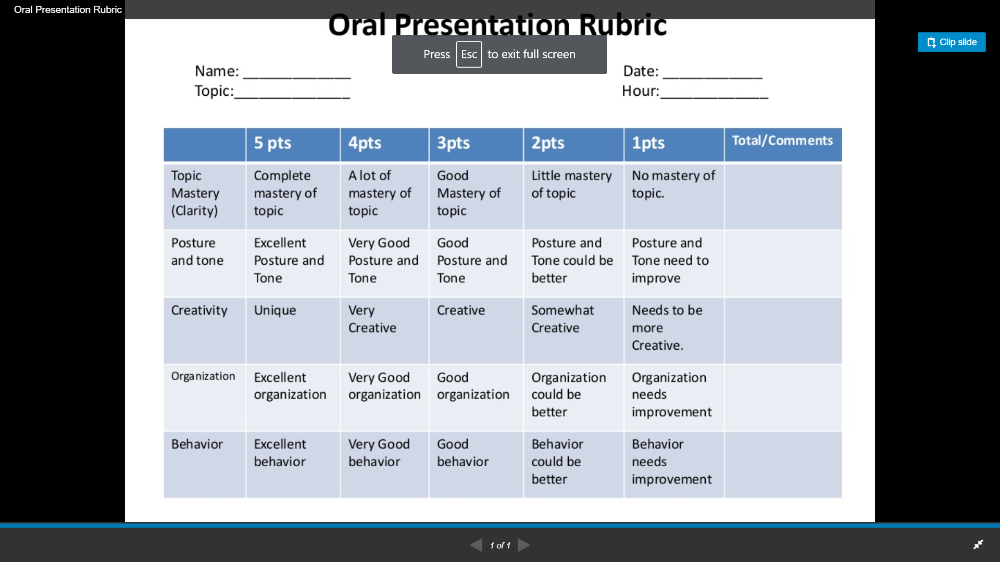 Oral Presentation Rubric
Oral Presentation Rubric
Press Esc to exit full screen
Clip slide
Name: _____________
Date: ____________
Topic:______________
Hour:_____________
5 pts
4pts
3pts
2pts
1pts
Total/Comments
Topic
Mastery
(Clarity)
Complete
mastery of
topic
A lot of
mastery of
topic
Good
Mastery of
topic
Little mastery
of topic
No mastery of
topic.
Posture
and tone
Excellent
Posture and
Tone
Very Good
Posture and
Tone
Good
Posture and
Tone
Posture and
Tone could be
better
Posture and
Tone need to
improve
Creativity
Unique
Very
Creative
Creative
Somewhat
Creative
Needs to be
more
Creative.
Organization
Excellent
organization
Very Good
organization
Good
organization
Organization
could be
better
Organization
needs
improvement
Behavior
Excellent
behavior
Very Good
behavior
Good
behavior
Behavior
could be
better
Behavior
needs
improvement
1 of 1